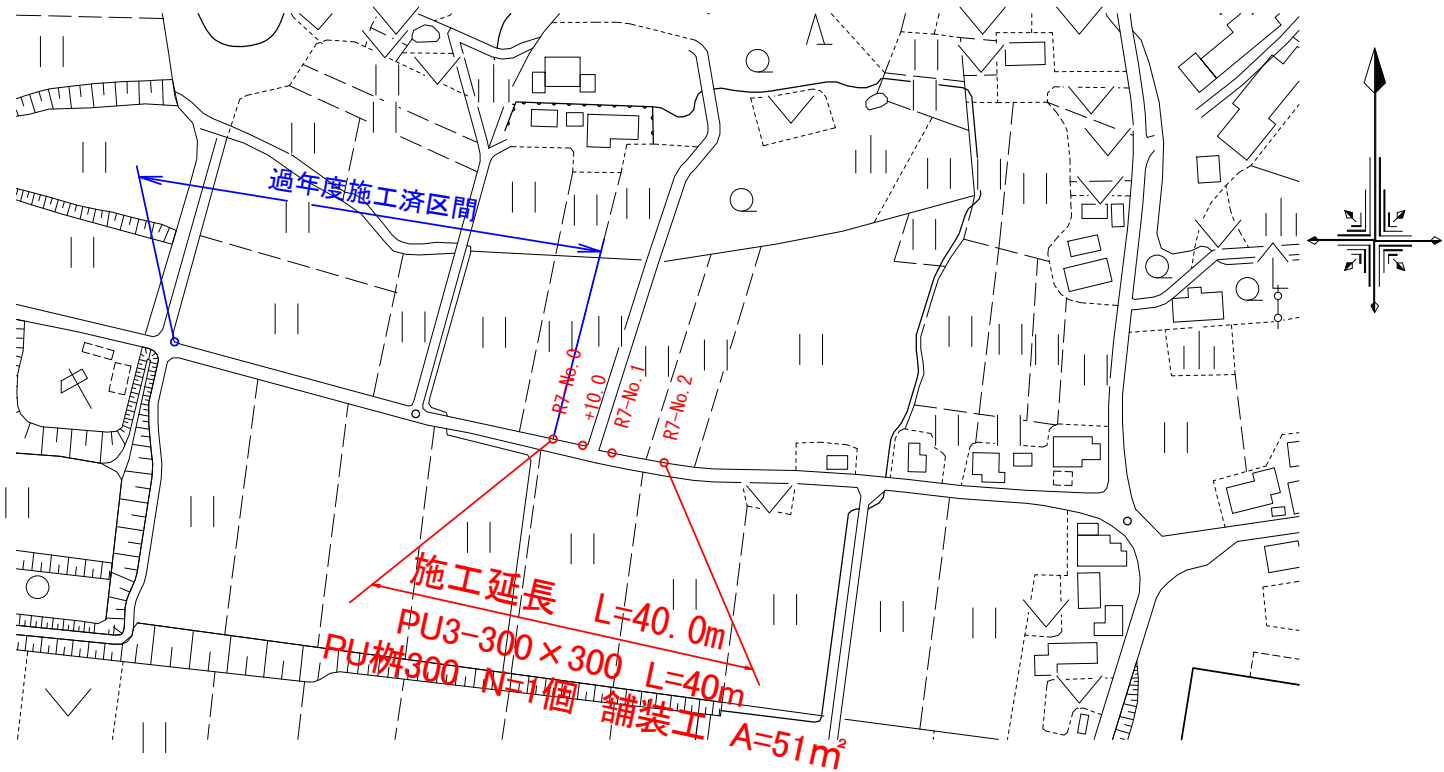 過年度施工済区間
R7-No.0
+10.0
R7-No.1
R7-No.2
施工延長 L=40.0m
PU3-300×300 L=40m
PU桝300 N=1個 舗装工 A=51㎡